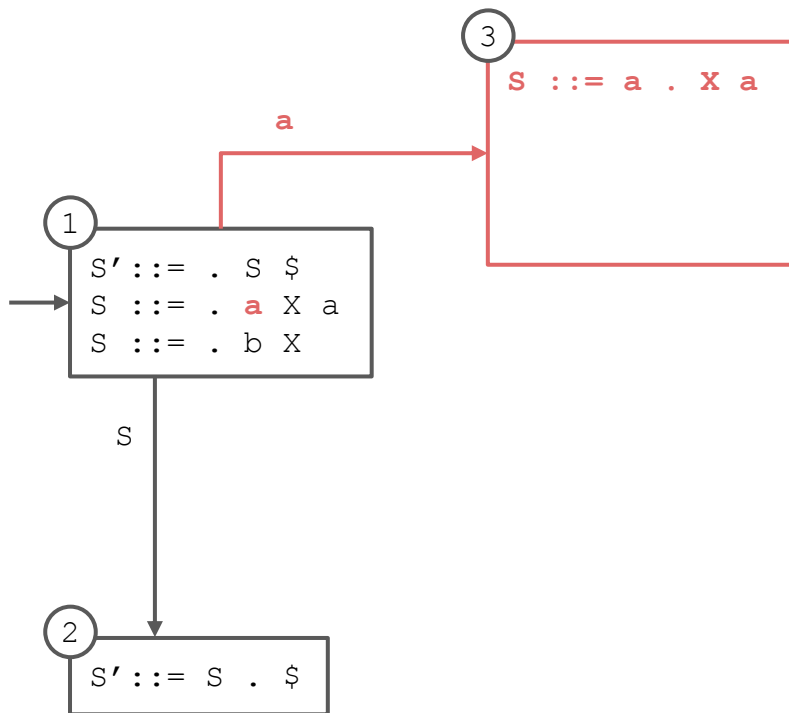 3
S ::= a . X a
a
1
S'::= . S $
S ::= . a X a
S ::= . b X
S
2
S'::= S . $